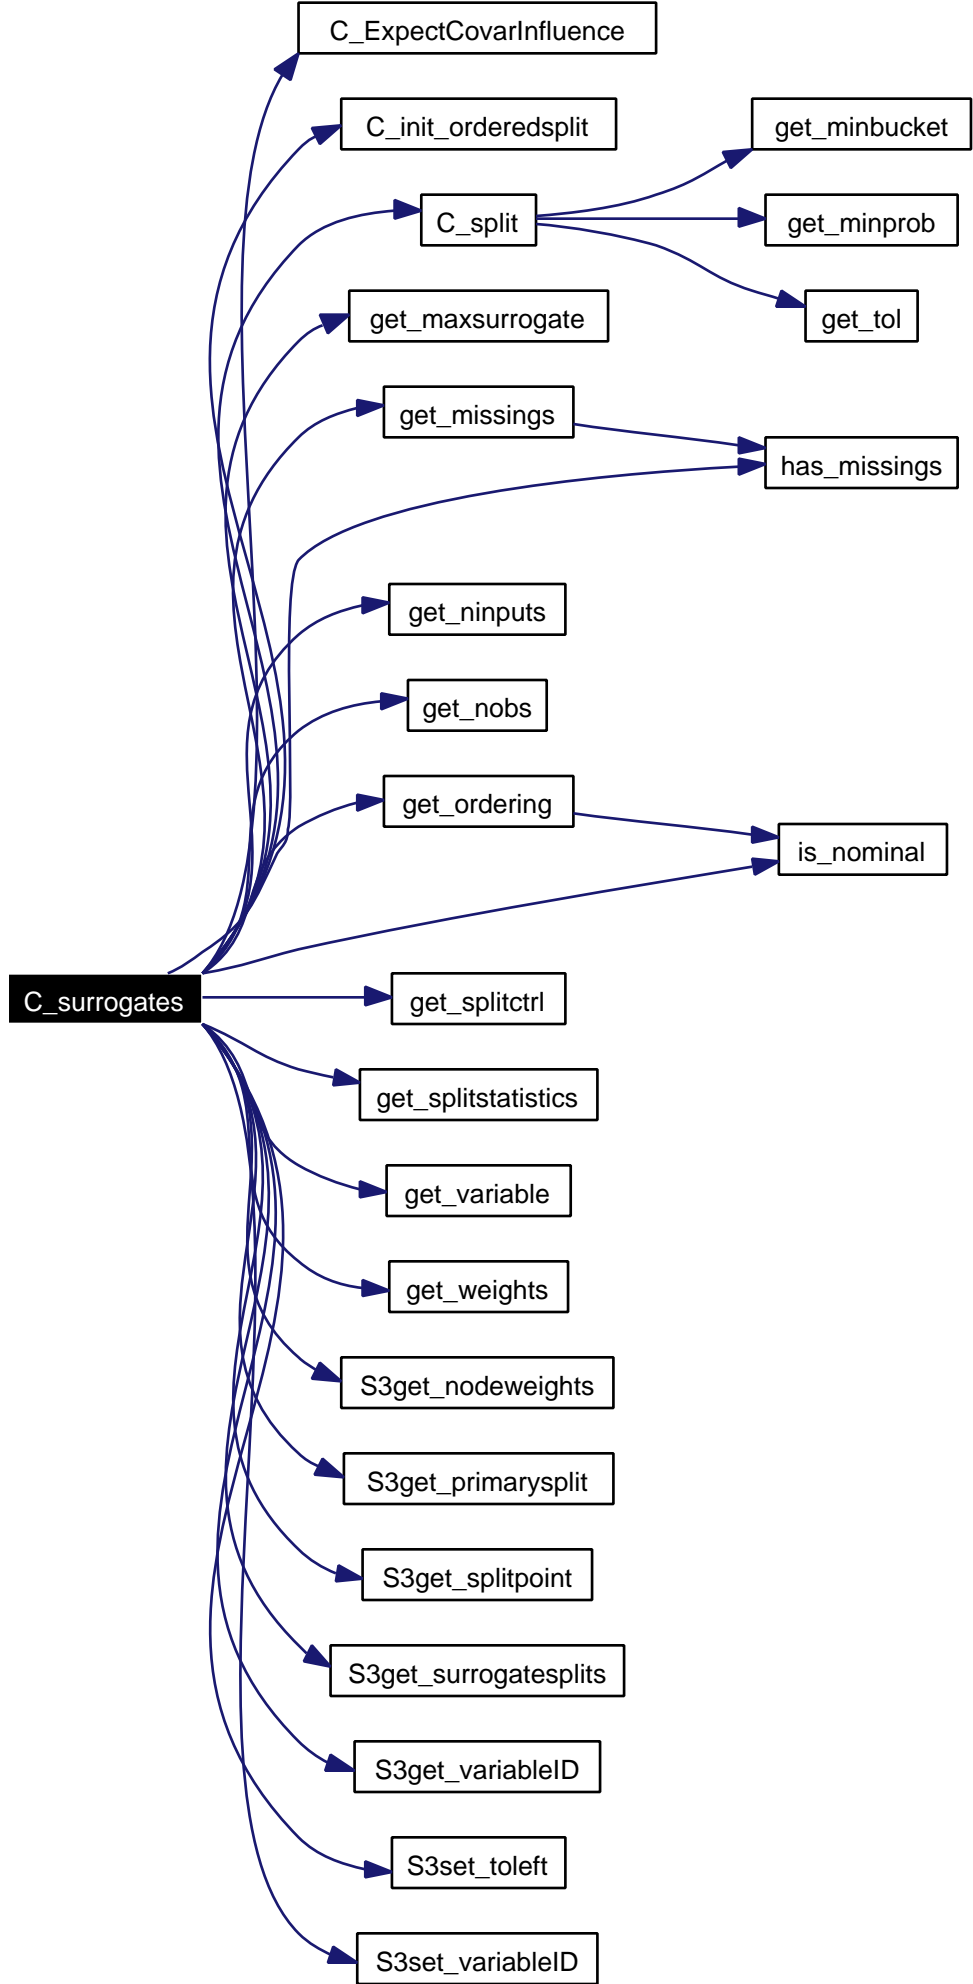 C_ExpectCovarInfluence
C_init_orderedsplit
get_minbucket
C_split
get_minprob
get_maxsurrogate
get_tol
get_missings
has_missings
get_ninputs
get_nobs
get_ordering
is_nominal
C_surrogates
get_splitctrl
get_splitstatistics
get_variable
get_weights
S3get_nodeweights
S3get_primarysplit
S3get_splitpoint
S3get_surrogatesplits
S3get_variableID
S3set_toleft
S3set_variableID